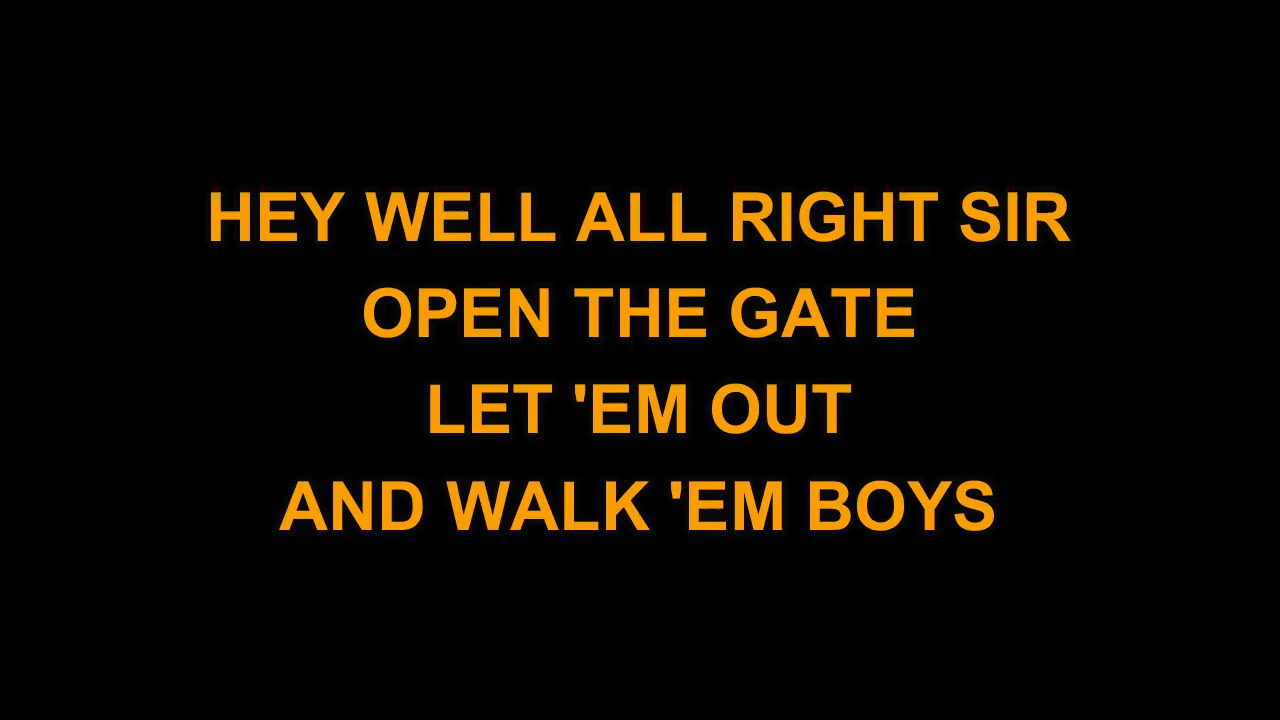 HEY WELL ALL RIGHT SIR
OPEN THE GATE
LET 'EM OUT
AND WALK 'EM BOYS